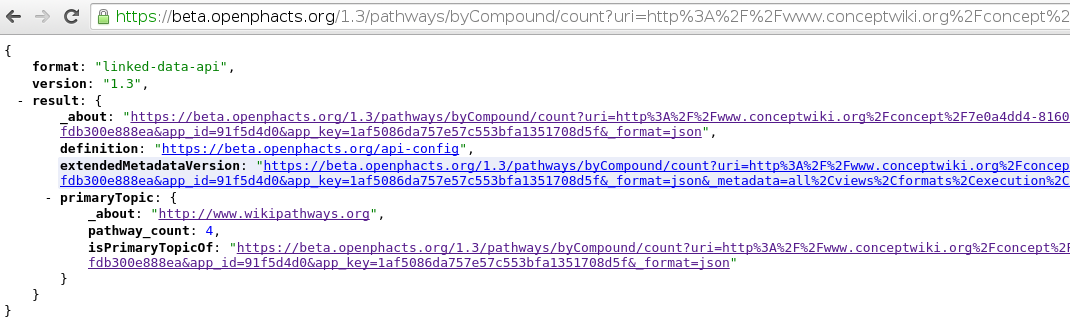 https://beta.openphacts.org/1.3/pathways/byCompound/count?uri=http%3A%2F%2Fwww.conceptwiki.org%2Fconcept%2
{
format: "linked-data-api",
version: "1.3",
- result: {
_about: "https://beta.openphacts.org/1.3/pathways/byCompound/count?uri=http%3A%2F%2Fwww.conceptwiki.org%2Fconcept%2F7e0a4dd4-8160
fdb300e888ea&app_id=91f5d4d0&app_key=1af5086da757e57c553bfa1351708d5f&_format=json",
definition: "https://beta.openphacts.org/api-config",
extendedMetadataVersion: "https://beta.openphacts.org/1.3/pathways/byCompound/count?uri=http%3A%2F%2Fwww.conceptwiki.org%2Fconcep
fdb300e888ea&app_id=91f5d4d0&app_key=1af5086da757e57c553bfa1351708d5f&_format=json&_metadata=all%2Cviews%2Cformats%2Cexecution%2C
- primaryTopic: {
_about: "http://www.wikipathways.org",
pathway_count: 4,
isPrimaryTopicOf: "https://beta.openphacts.org/1.3/pathways/byCompound/count?uri=http%3A%2F%2Fwww.conceptwiki.org%2Fconcept%2F
fdb300e888ea&app_id=91f5d4d0&app_key=1af5086da757e57c553bfa1351708d5f&_format=json"
}
}
}